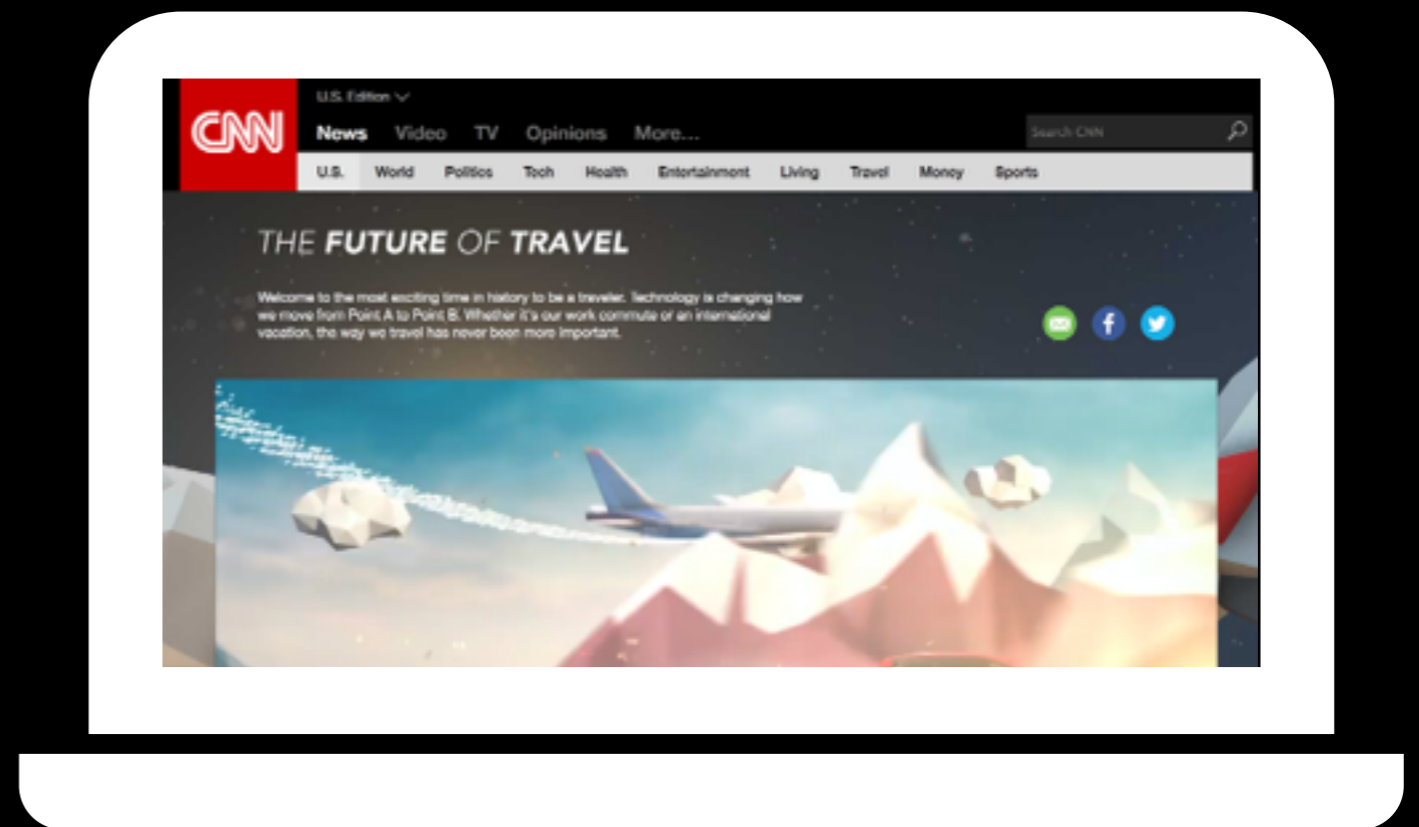 CNN
U.S. Edition
News Video TV Opinions More...
Search CNN
U.S. World Politics Tech Health Entertainment Living Travel Money Sports
THE FUTURE OF TRAVEL
Welcome to the most exciting time in history to be a traveler. Technology is changing how
we move from Point A to Point B. Whether it's our work commute or an international
vacation, the way we travel has never been more important.